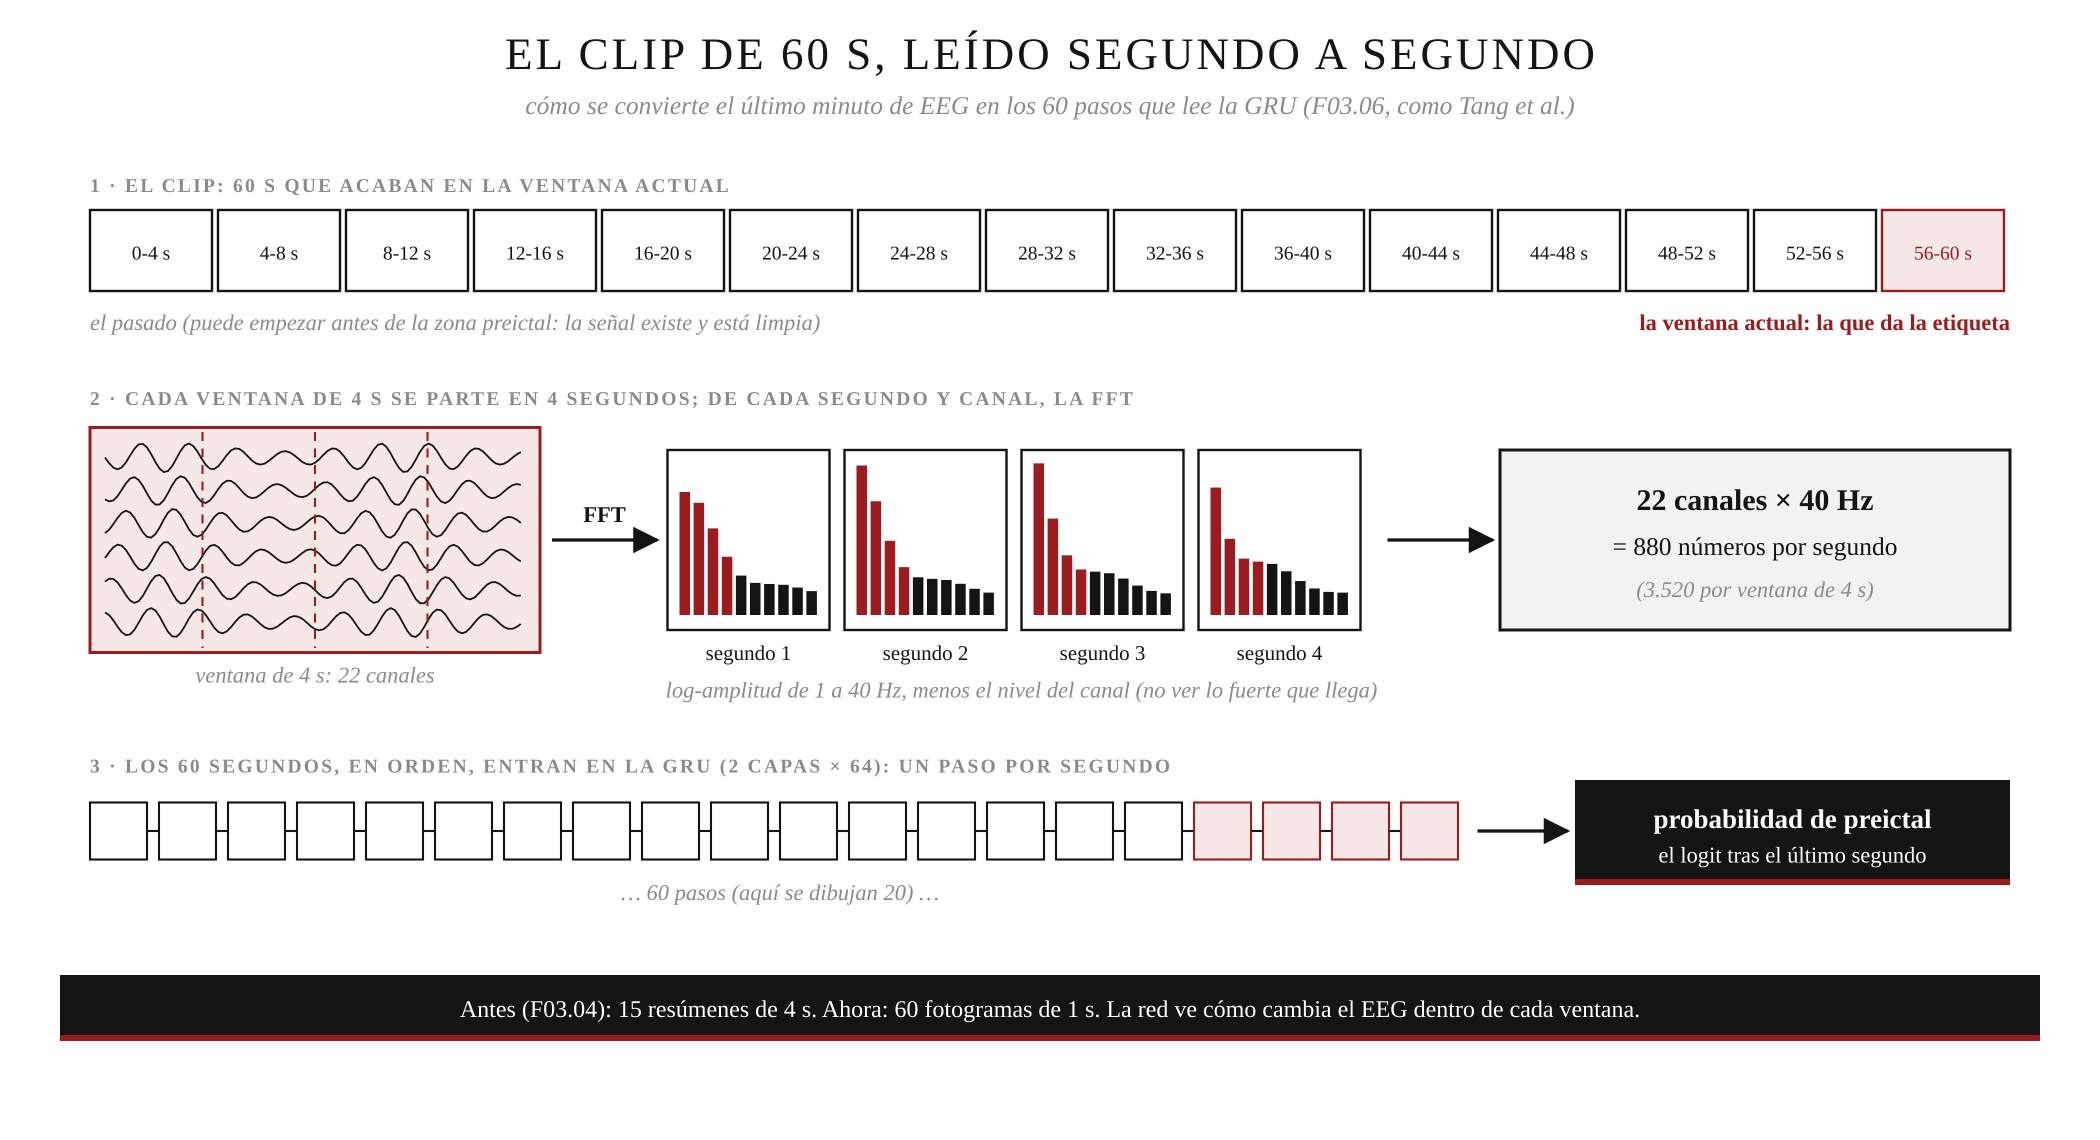 EL CLIP DE 60 S, LEÍDO SEGUNDO A SEGUNDO
cómo se convierte el último minuto de EEG en los 60 pasos que lee la GRU (F03.06, como Tang et al.)
1 · EL CLIP: 60 S QUE ACABAN EN LA VENTANA ACTUAL
0-4 s 4-8 s 8-12 s 12-16 s 16-20 s 20-24 s 24-28 s 28-32 s 32-36 s 36-40 s 40-44 s 44-48 s 48-52 s 52-56 s 56-60 s
el pasado (puede empezar antes de la zona preictal: la señal existe y está limpia)
la ventana actual: la que da la etiqueta
2 · CADA VENTANA DE 4 S SE PARTE EN 4 SEGUNDOS; DE CADA SEGUNDO Y CANAL, LA FFT
FFT
22 canales × 40 Hz
= 880 números por segundo
(3.520 por ventana de 4 s)
segundo 1 segundo 2 segundo 3 segundo 4
ventana de 4 s: 22 canales
log-amplitud de 1 a 40 Hz, menos el nivel del canal (no ver lo fuerte que llega)
3 · LOS 60 SEGUNDOS, EN ORDEN, ENTRAN EN LA GRU (2 CAPAS × 64): UN PASO POR SEGUNDO
probabilidad de preictal
el logit tras el último segundo
… 60 pasos (aquí se dibujan 20) …
Antes (F03.04): 15 resúmenes de 4 s. Ahora: 60 fotogramas de 1 s. La red ve cómo cambia el EEG dentro de cada ventana.